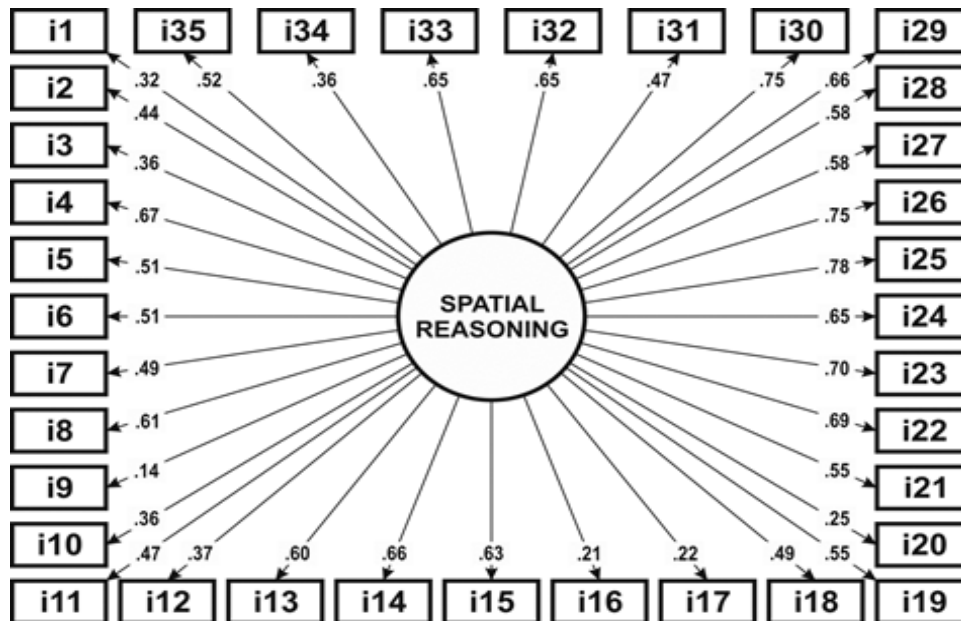 i1 i35 i34 i33 i32 i31 i30 i29
.32 .52 .36 .65 .65 .47 .75 .66
i2 i28
.44 .58
i3 i27
.36 .58
i4 i26
.67 .75
i5 i25
.51 .78
SPATIAL
REASONING
i6 i24
.51 .65
i7 i23
.49 .70
i8 i22
.61 .69
i9 i21
.14 .55
i10 i20
.36 .25
.47 .37 .60 .66 .63 .21 .22 .49 .55
i11 i12 i13 i14 i15 i16 i17 i18 i19